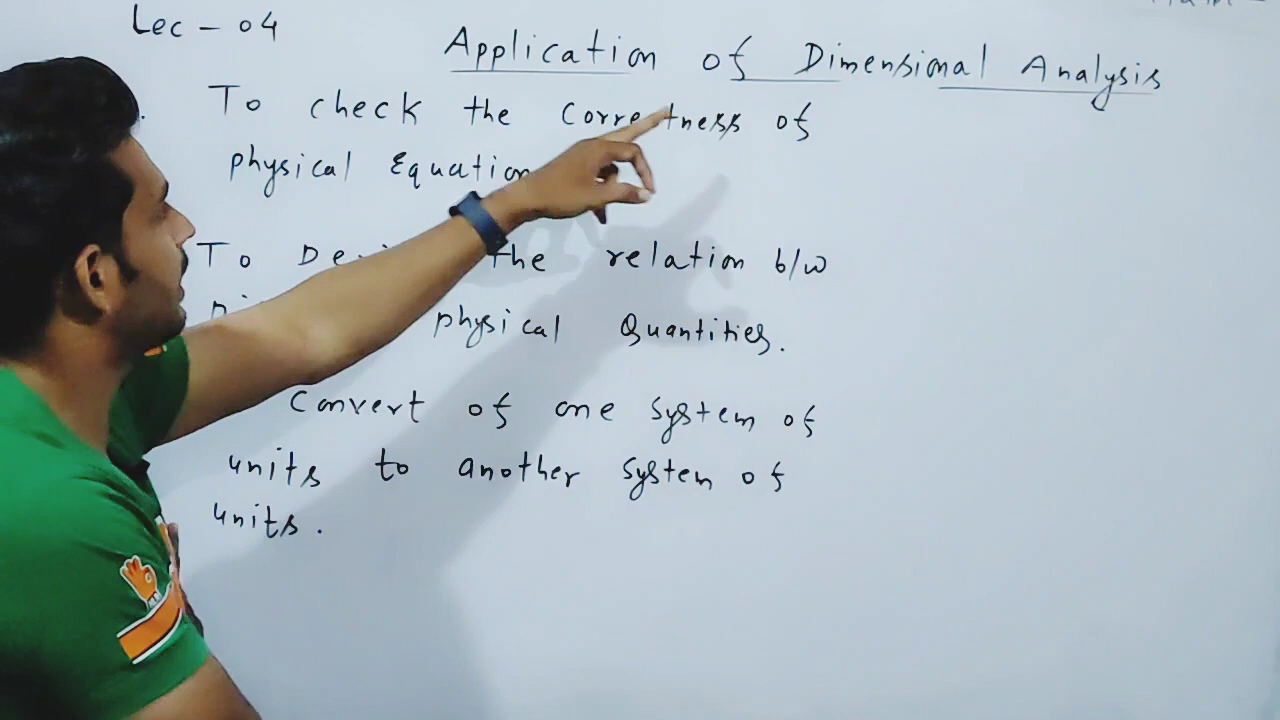 Lec - 04
Application of Dimensional Analysis
To check the Correctness of
physical Equation
To the relation b/w
physical Quantities.
Convert of one system of
units to another system of
units.